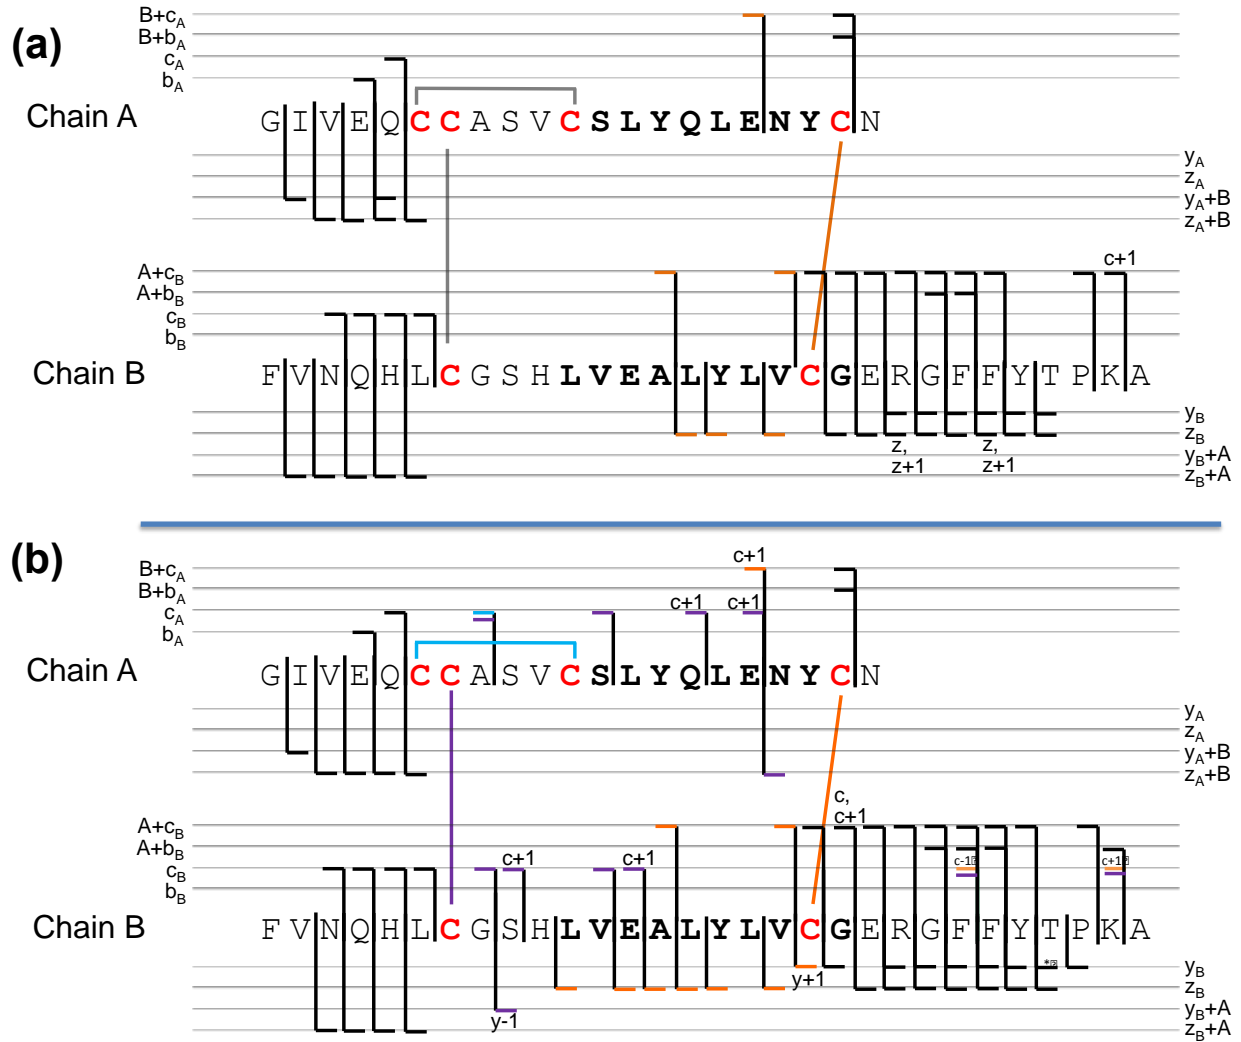 (a)
B+cA
B+bA
cA
bA
Chain A
G I V E Q C C A S V C S L Y Q L E N Y C N
yA
zA
yA+B
zA+B
A+cB
c+1
A+bB
cB
bB
Chain B
F V N Q H L C G S H L V E A L Y L V C G E R G F F Y T P K A
yB
zB
z, z,
yB+A
z+1 z+1
zB+A
(b)
c+1
B+cA
B+bA
c+1 c+1
cA
bA
Chain A
G I V E Q C C A S V C S L Y Q L E N Y C N
yA
zA
yA+B
zA+B
c,
c+1
A+cB
A+bB
c+1 c+1 c-1 c+1
cB
bB
Chain B
F V N Q H L C G S H L V E A L Y L V C G E R G F F Y T P K A
*
yB
y+1
zB
yB+A
y-1
zB+A